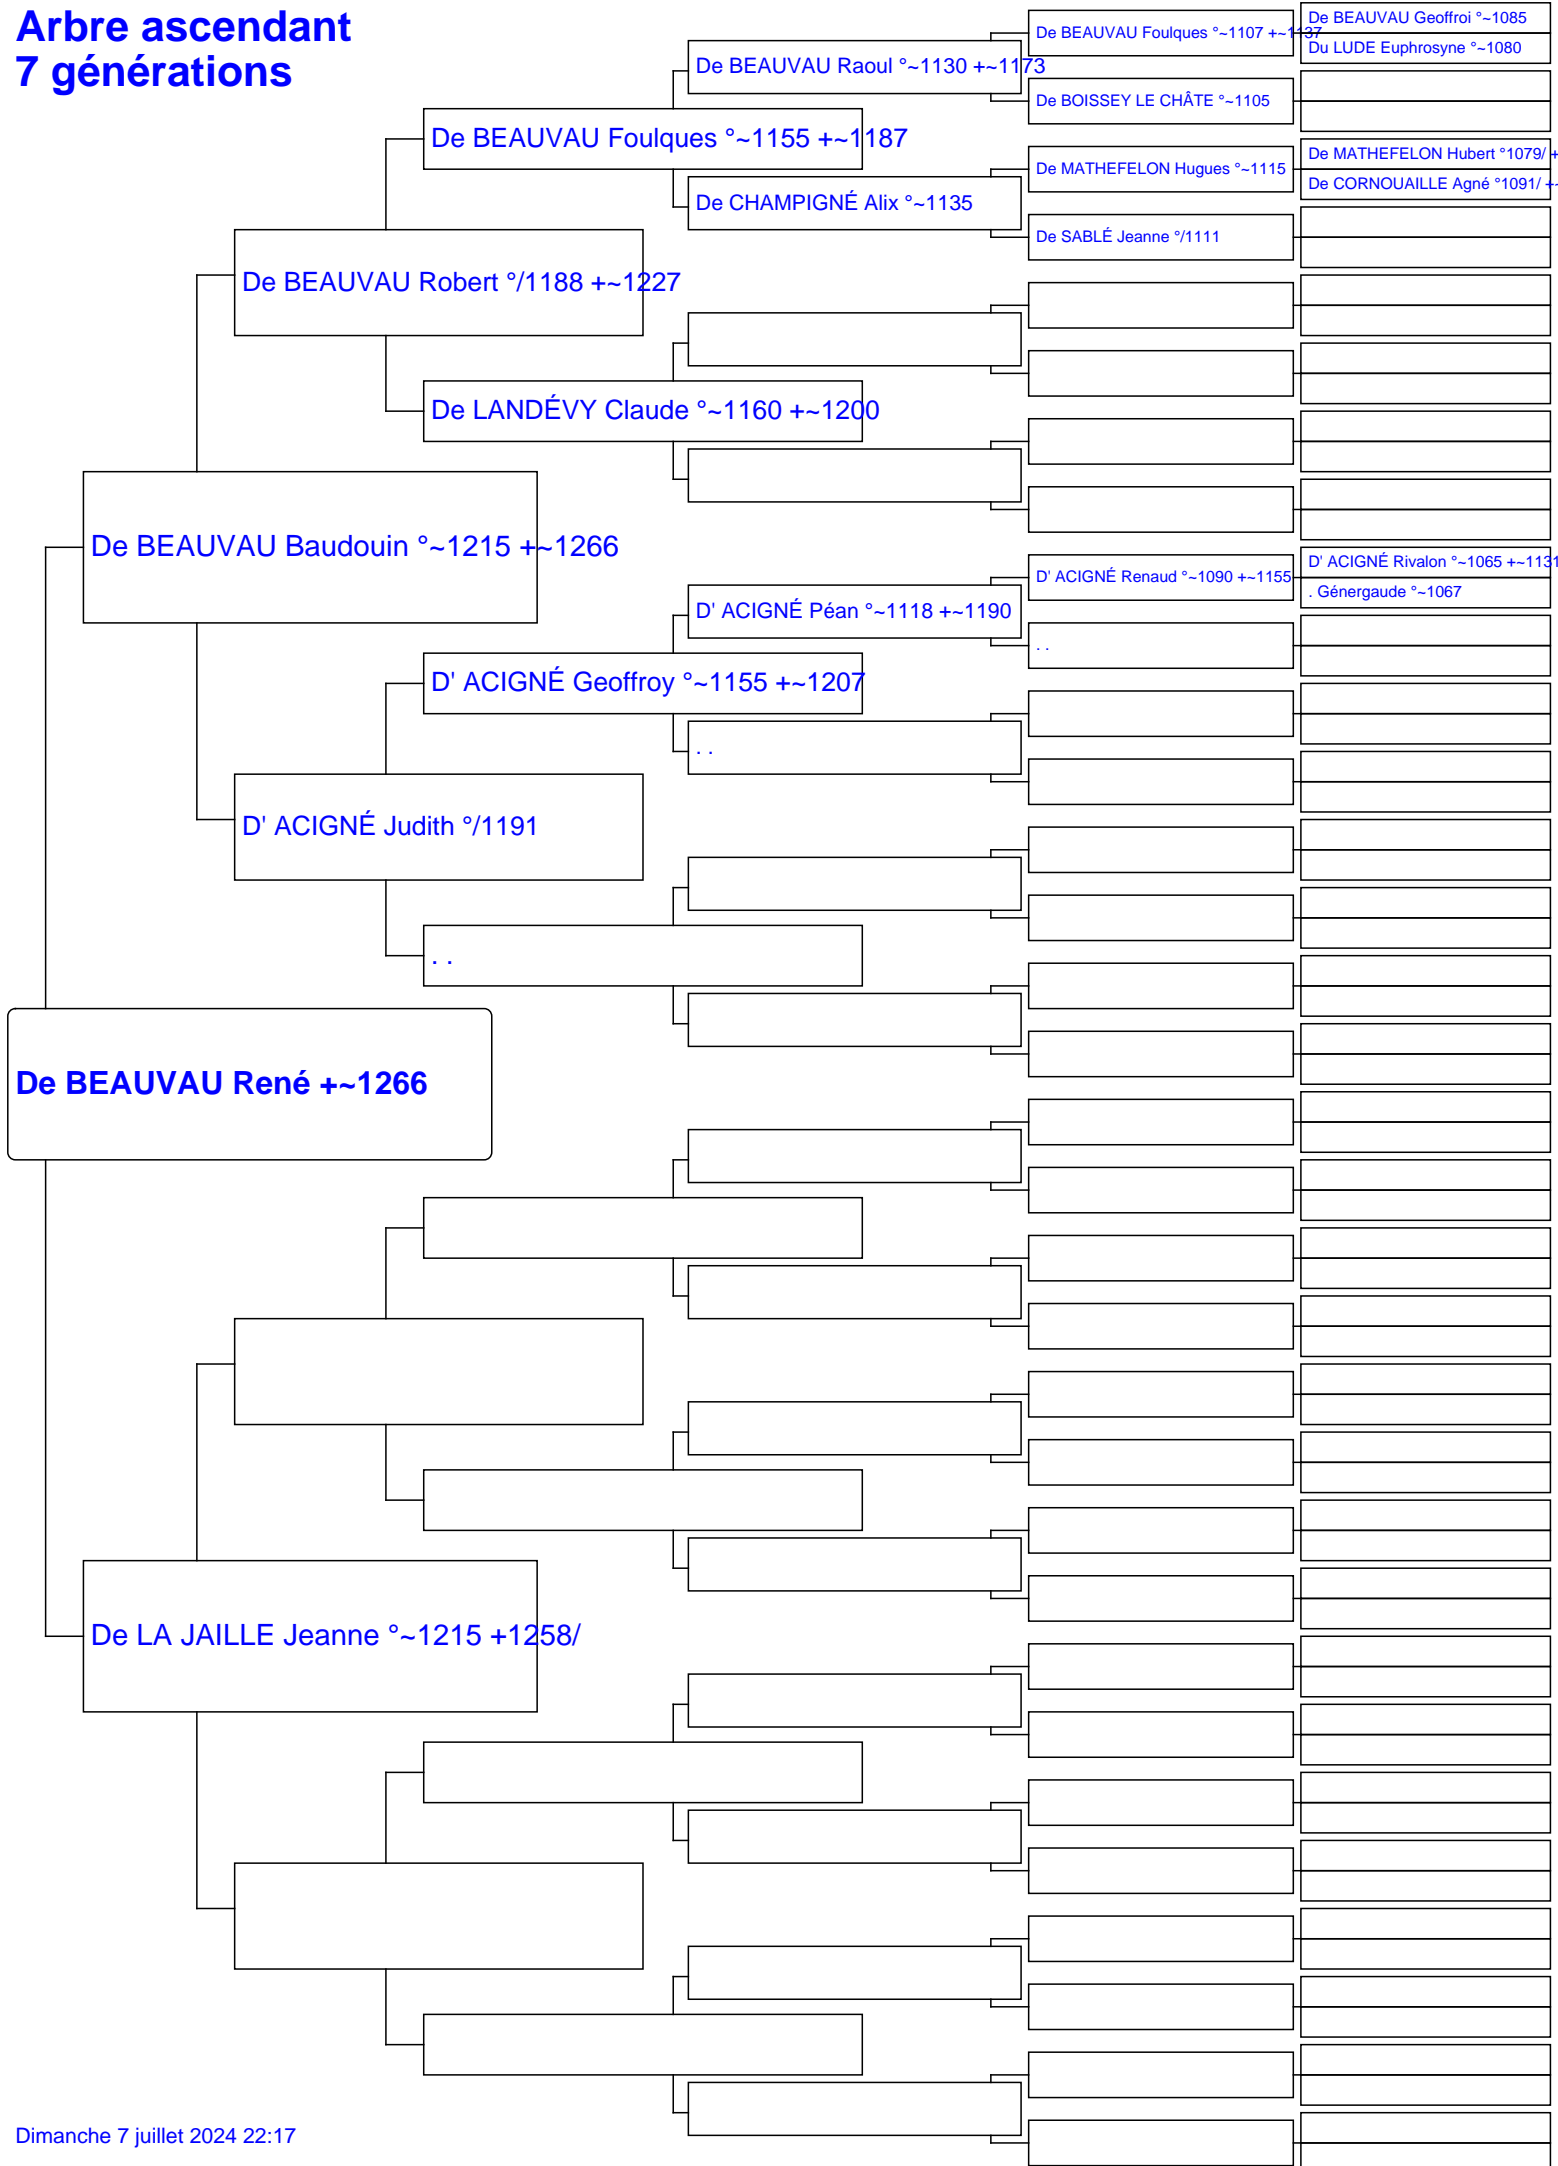 Arbre ascendant
7 générations
De BEAUVAU Geoffroi °~1085
De BEAUVAU Foulques °~1107 +~1137
Du LUDE Euphrosyne °~1080
De BEAUVAU Raoul °~1130 +~1173
De BOISSEY LE CHÂTE °~1105
De BEAUVAU Foulques °~1155 +~1187
De MATHEFELON Hubert °1079/ +
De MATHEFELON Hugues °~1115
De CORNOUAILLE Agné °1091/ +~
De CHAMPIGNÉ Alix °~1135
De SABLÉ Jeanne °/1111
De BEAUVAU Robert °/1188 +~1227
De LANDÉVY Claude °~1160 +~1200
De BEAUVAU Baudouin °~1215 +~1266
D' ACIGNÉ Rivalon °~1065 +~1131
D' ACIGNÉ Renaud °~1090 +~1155
. Génergaude °~1067
D' ACIGNÉ Péan °~1118 +~1190
. .
D' ACIGNÉ Geoffroy °~1155 +~1207
. .
D' ACIGNÉ Judith °/1191
. .
De BEAUVAU René +~1266
De LA JAILLE Jeanne °~1215 +1258/
Dimanche 7 juillet 2024 22:17